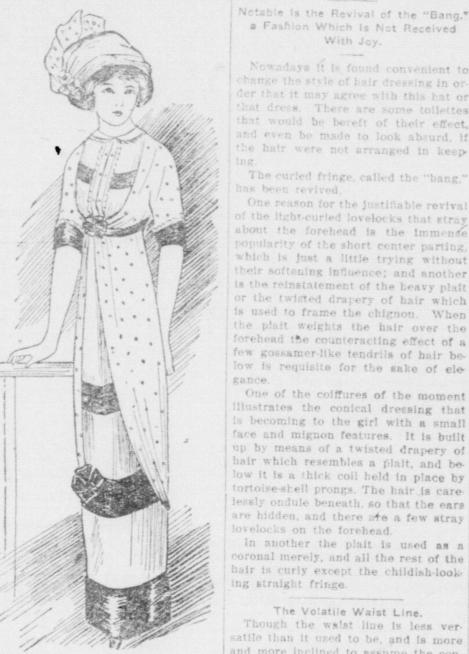 Notable Is the Revival of the "Bang,"
a Fashion Which Is Not Received
With Joy.
Nowadays it is found convenient to
change the style of hair dressing in or-
der that it may agree with this hat or
that dress. There are some toilettes
that would be bereft of their effect,
and even be made to look absurd, if
the hair were not arranged in keep-
ing.
The curled fringe, called the "bang,"
has been revived.
One reason for the justifiable revival
of the light-curled lovelocks that stray
about the forehead is the immense
popularity of the short center parting,
which is just a little trying without
their softening influence; and another
is the reinstatement of the heavy plait
or the twisted drapery of hair which
is used to frame the chignon. When
the plait weights the hair over the
forehead the counteracting effect of a
few gossamer-like tendrils of hair be-
low is requisite for the sake of ele-
gance.
One of the coiffures of the moment
illustrates the conical dressing that
is becoming to the girl with a small
face and mignon features. It is built
up by means of a twisted drapery of
hair which resembles a plait, and be-
low it is a thick coil held in place by
tortoise-shell prongs. The hair is care-
lessly ondule beneath, so that the ears
are hidden, and there are a few stray
lovelocks on the forehead.
In another the plait is used as a
coronal merely, and all the rest of the
hair is curly except the childish-look-
ing straight fringe.
The Volatile Waist Line.
Though the waist line is less ver-
satile than it used to be, and is more
and more inclined to assume the con-